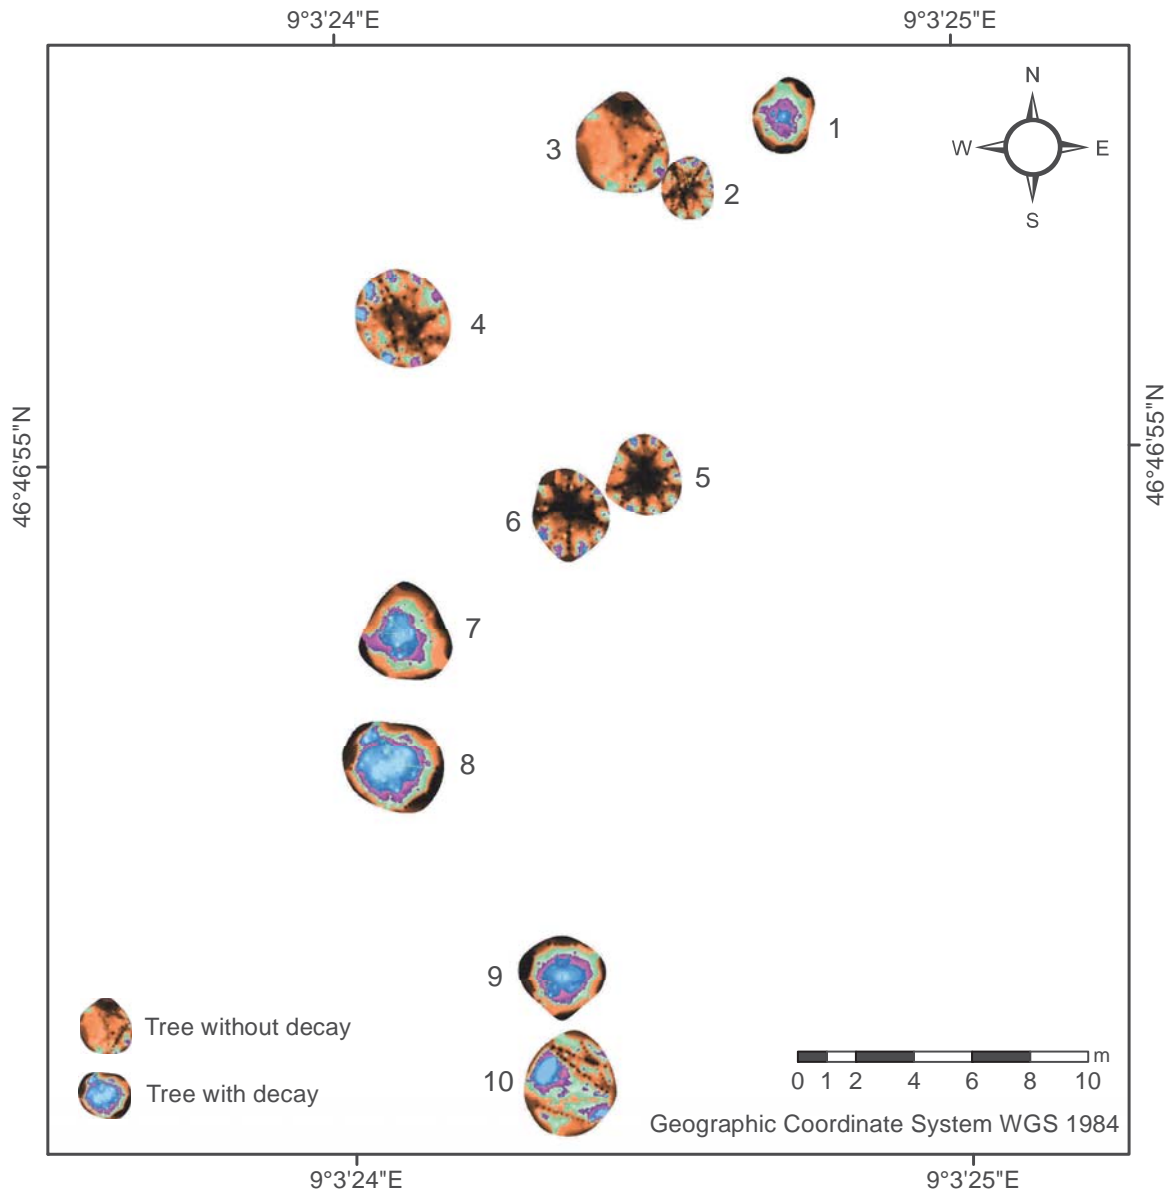 9°3'24"E
9°3'25"E
N
W
E
S
1
3
2
4
46°46'55"N
46°46'55"N
5
6
7
8
9
10
Tree without decay
Tree with decay
m
0 1 2 4 6 8 10
Geographic Coordinate System WGS 1984
9°3'24"E
9°3'25"E